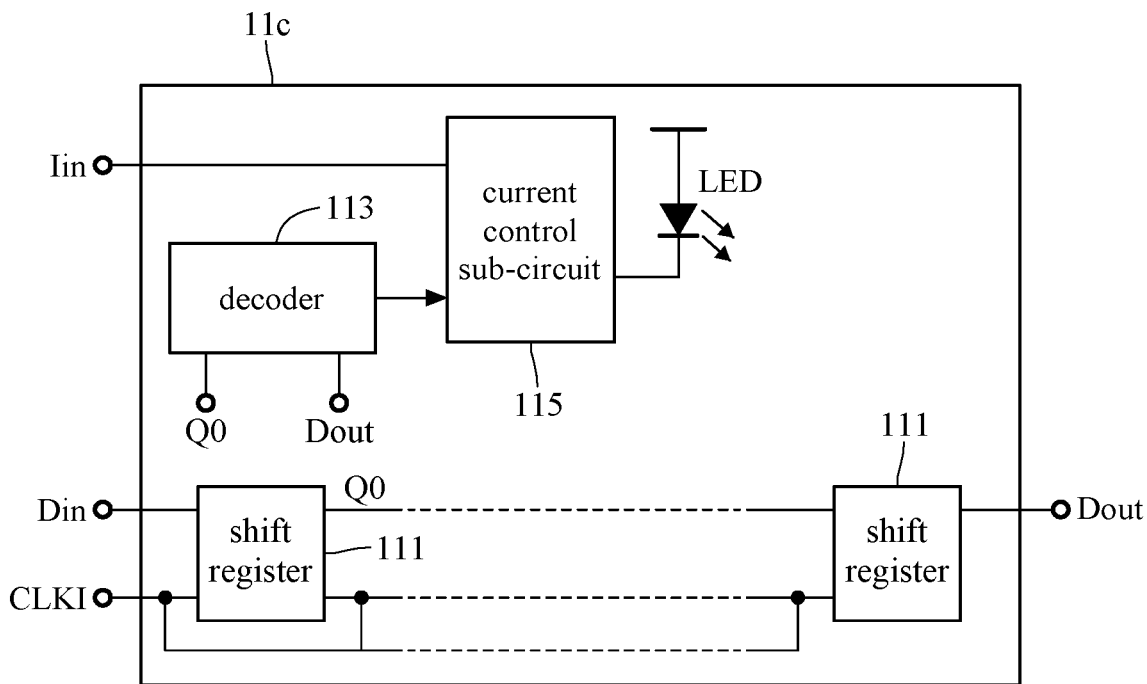 11c
Iin
current
control
sub-circuit
LED
113
decoder
115
Q0
Dout
111
Din
shift
register
Q0
111
shift
register
Dout
CLKI